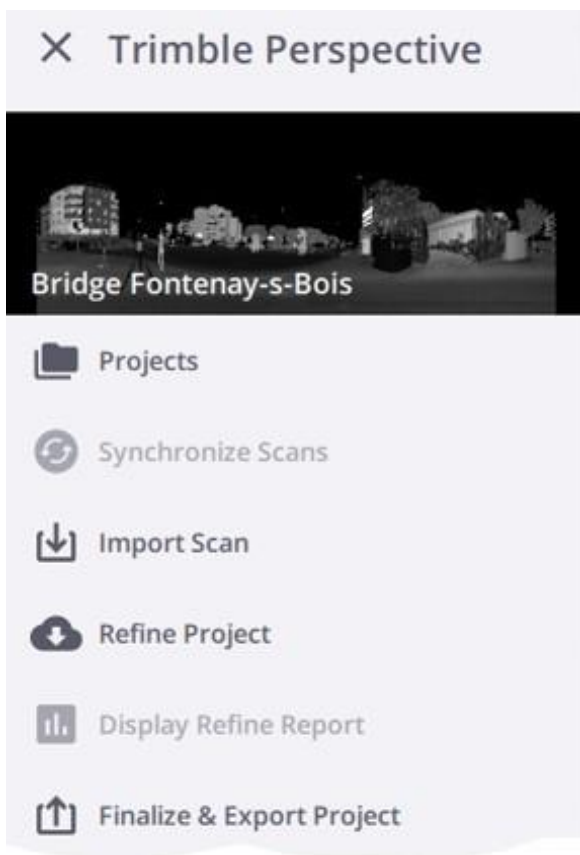 Trimble Perspective
Bridge Fontenay-s-Bois
Projects
Synchronize Scans
Import Scan
Refine Project
Display Refine Report
Finalize & Export Project